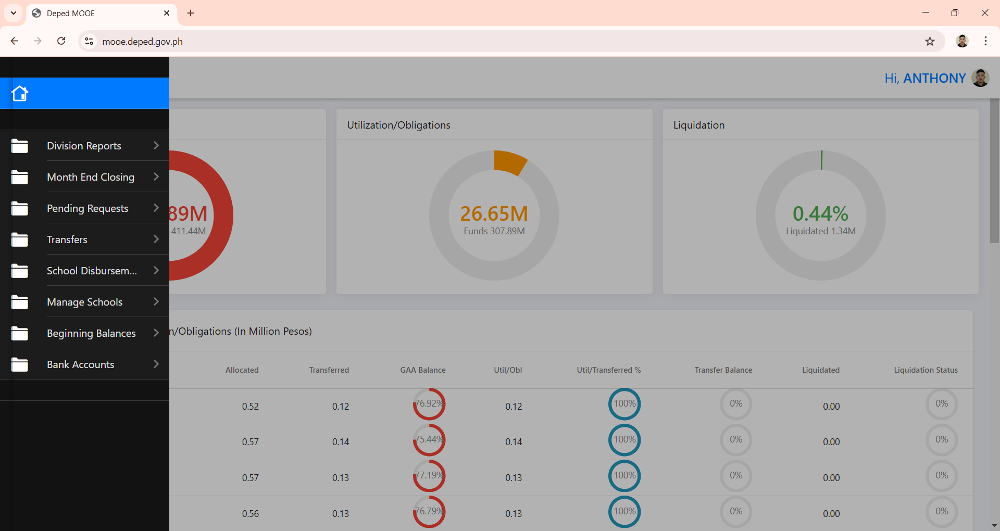 Deped MOOE
mooe.deped.gov.ph
Hi, ANTHONY
Division Reports
Month End Closing
Pending Requests
Transfers
School Disbursem...
Manage Schools
Beginning Balances
Bank Accounts
89M
411.44M
Utilization/Obligations
26.65M
Funds 307.89M
Liquidation
0.44%
Liquidated 1.34M
n/Obligations (In Million Pesos)
Allocated Transferred GAA Balance Util/Obl Util/Transferred % Transfer Balance Liquidated Liquidation Status
0.52 0.12 76.92% 0.12 100% 0% 0.00 0%
0.57 0.14 75.44% 0.14 100% 0% 0.00 0%
0.57 0.13 77.19% 0.13 100% 0% 0.00 0%
0.56 0.13 76.79% 0.13 100% 0% 0.00 0%